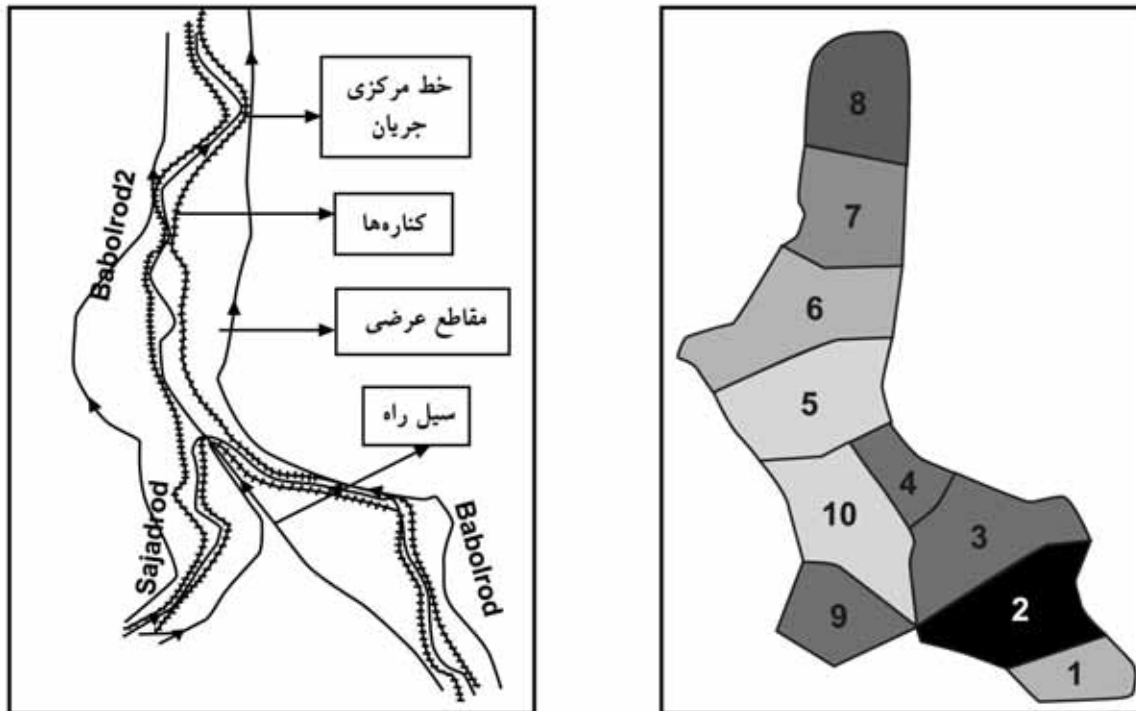 خط مرکزی
جریان
کناره‌ها
مقاطع عرضی
سیل راه
Babolrod2
Sajadrod
Babolrod
8
7
6
5
4
10
3
9
2
1